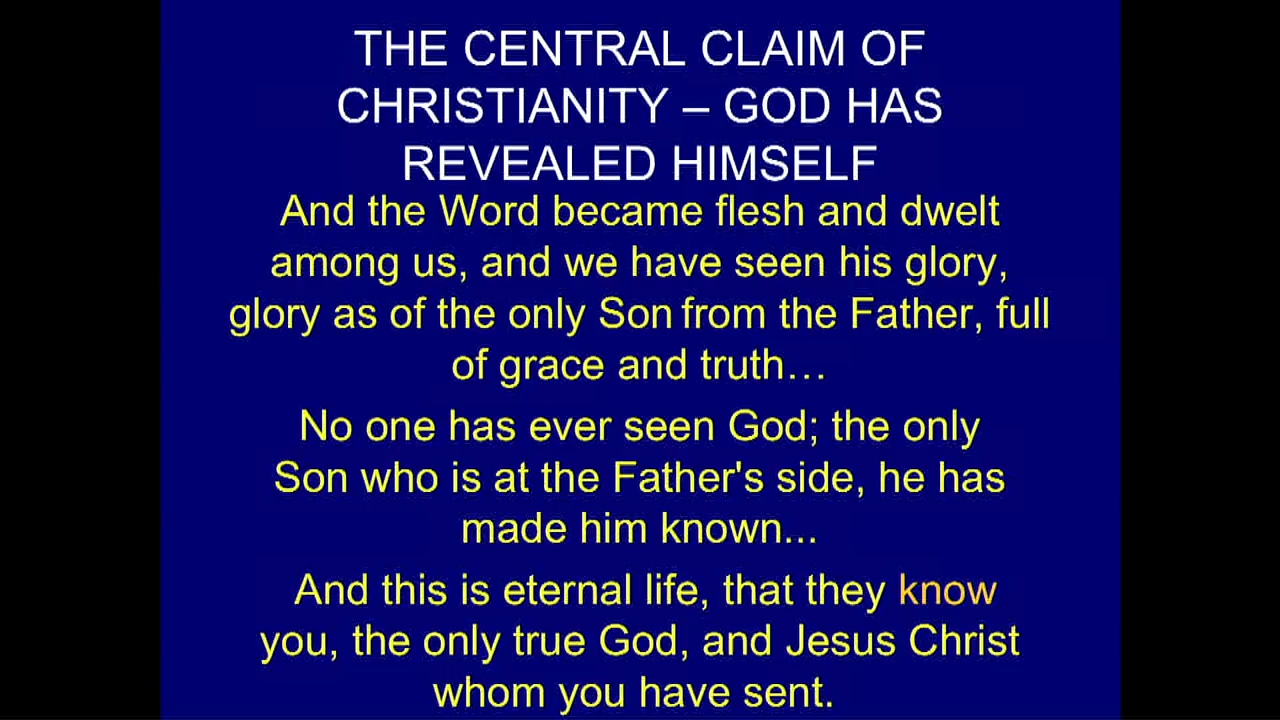 THE CENTRAL CLAIM OF
CHRISTIANITY – GOD HAS
REVEALED HIMSELF
And the Word became flesh and dwelt
among us, and we have seen his glory,
glory as of the only Son from the Father, full
of grace and truth…
No one has ever seen God; the only
Son who is at the Father's side, he has
made him known...
And this is eternal life, that they know
you, the only true God, and Jesus Christ
whom you have sent.